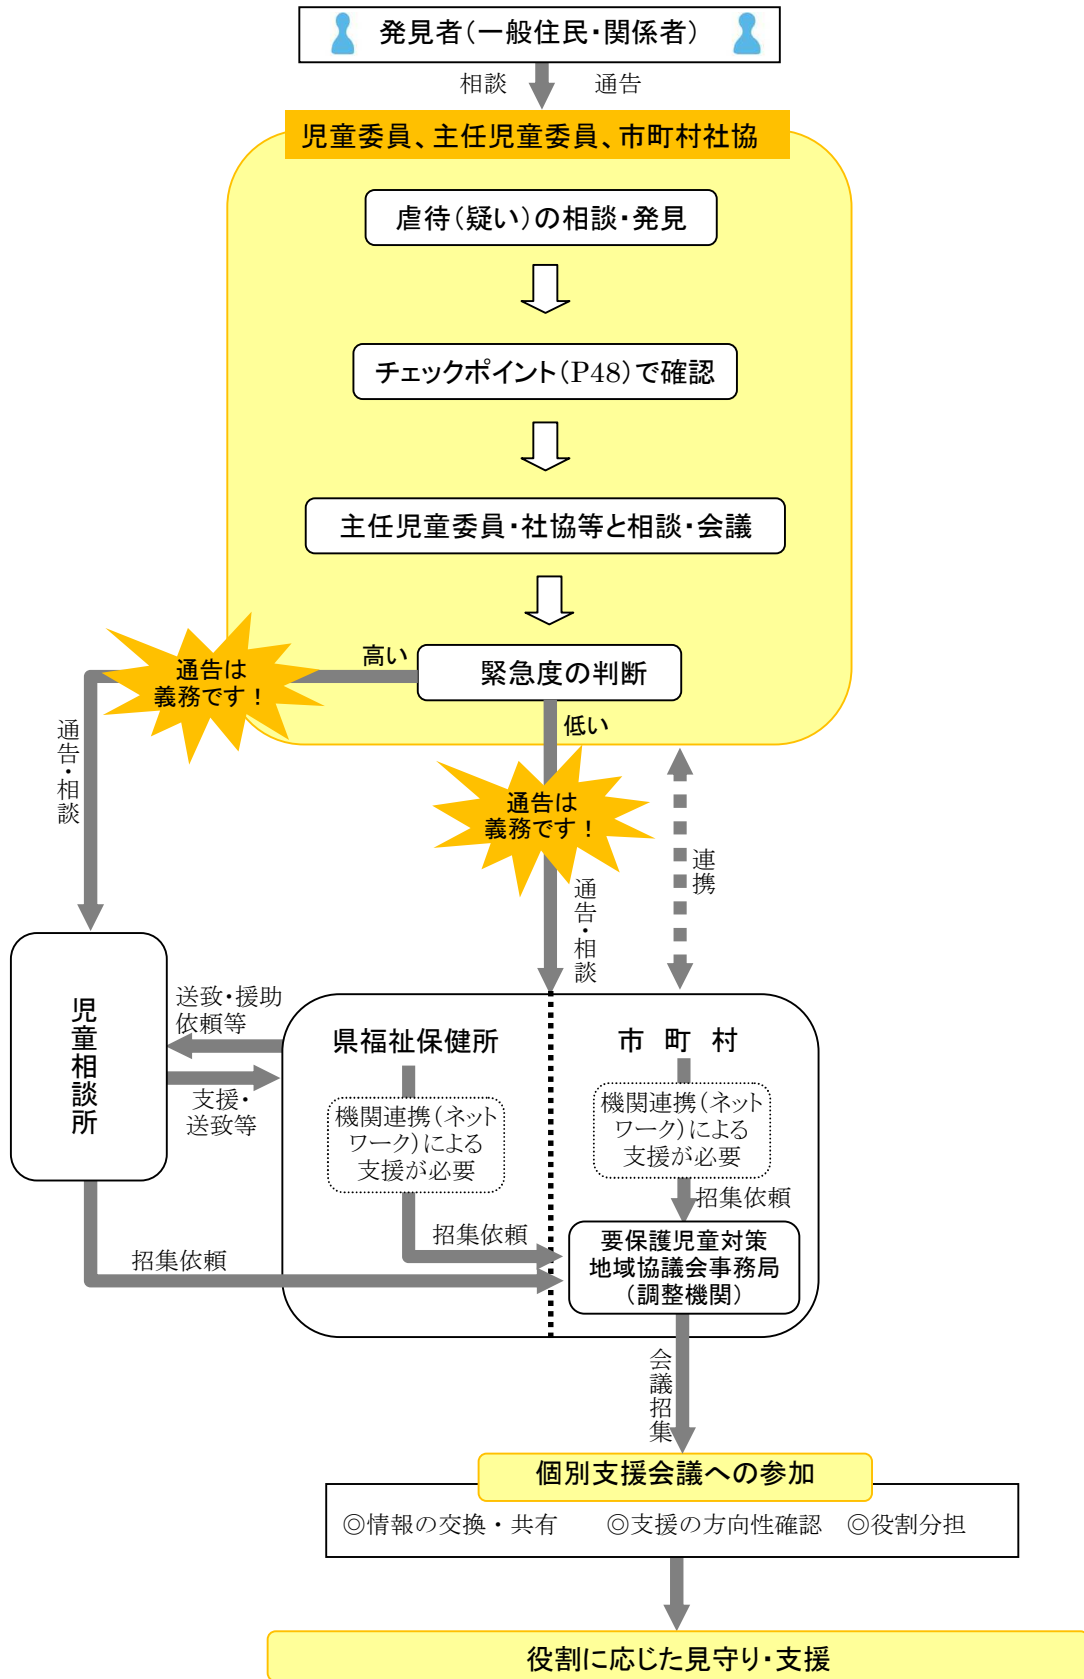 発見者(一般住民・関係者)
相談
通告
児童委員、主任児童委員、市町村社協
虐待(疑い)の相談・発見
チェックポイント(P48)で確認
主任児童委員・社協等と相談・会議
高い
緊急度の判断
通告は
義務です！
低い
通告・相談
通告は
義務です！
連携
通告・相談
児童相談所
送致・援助
依頼等
支援・
送致等
県福祉保健所
市 町 村
機関連携(ネット
ワーク)による
支援が必要
機関連携(ネット
ワーク)による
支援が必要
招集依頼
招集依頼
招集依頼
要保護児童対策
地域協議会事務局
(調整機関)
会議招集
個別支援会議への参加
◎情報の交換・共有 ◎支援の方向性確認 ◎役割分担
役割に応じた見守り・支援